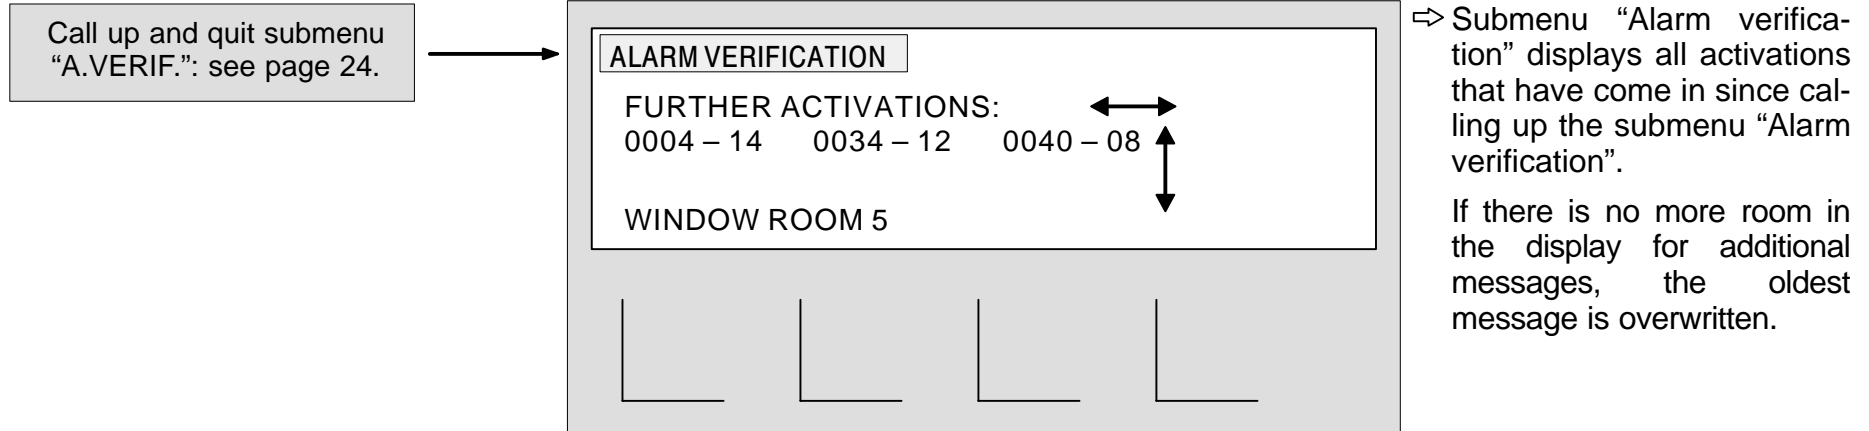 Call up and quit submenu
“A.VERIF.”: see page 24.
ALARM VERIFICATION
FURTHER ACTIVATIONS:
0004 – 14 0034 – 12 0040 – 08
WINDOW ROOM 5
Submenu “Alarm verifica-
tion” displays all activations
that have come in since cal-
ling up the submenu “Alarm
verification”.
If there is no more room in
the display for additional
messages, the oldest
message is overwritten.